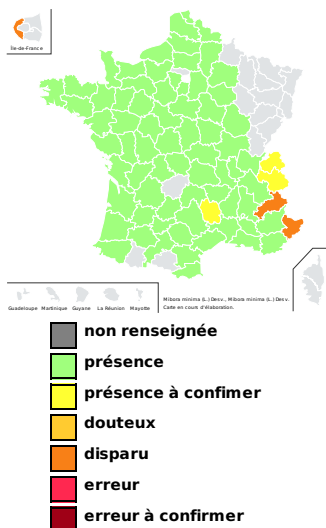 Île-de-France
Guadeloupe Martinique Guyane La Réunion Mayotte
Mibora minima (L.) Desv., Mibora minima (L.) Desv.
Carte en cours d'élaboration.
non renseignée
présence
présence à confimer
douteux
disparu
erreur
erreur à confirmer